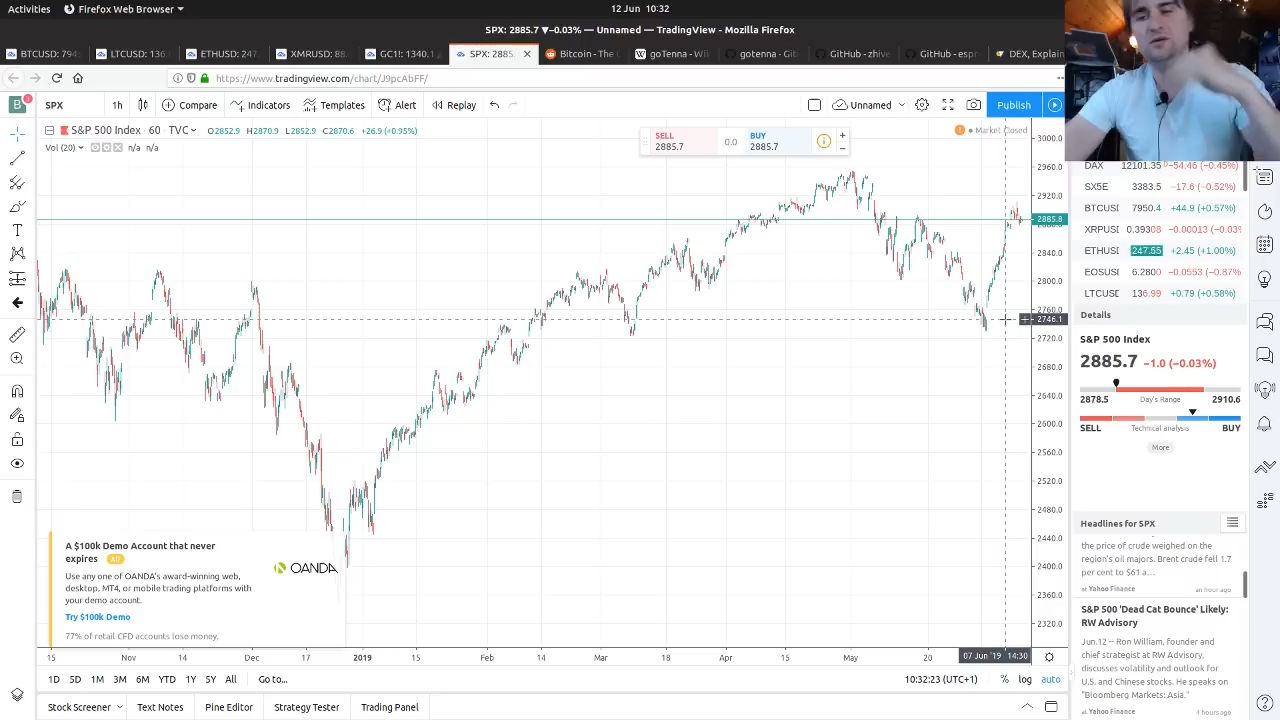 Activities
Firefox Web Browser
12 Jun 10:32
SPX: 2885.7 ▼−0.03% — Unnamed — TradingView - Mozilla Firefox
BTCUSD: 794
LTCUSD: 136.
ETHUSD: 247
XMRUSD: 88.
GC1!: 1340.1
SPX: 2885.
Bitcoin - The
goTenna - Wi
gotenna · Git
GitHub - zhive
GitHub - espr
DEX, Explain
https://www.tradingview.com/chart/J9pcAbFF/
B
SPX
1h
Compare
Indicators
Templates
Alert
Replay
Unnamed
Publish
S&P 500 Index 60 TVC
O2852.9 H2870.9 L2852.9 C2870.6 +26.9 (+0.95%)
Vol (20)
n/a n/a
SELL
2885.7
0.0
BUY
2885.7
Market Closed
3000.0
2960.0
2920.0
2885.8
2840.0
2800.0
2760.0
2746.1
2720.0
2680.0
2640.0
2600.0
2560.0
2520.0
2480.0
2440.0
2400.0
2360.0
2320.0
A $100k Demo Account that never
expires Ad
Use any one of OANDA's award-winning web,
desktop, MT4, or mobile trading platforms with
your demo account.
Try $100k Demo
77% of retail CFD accounts lose money.
OANDA
15
Nov
14
Dec
17
2019
15
Feb
14
Mar
18
Apr
15
May
20
07 Jun '19 14:30
1D 5D 1M 3M 6M YTD 1Y 5Y All
Go to...
10:32:23 (UTC+1)
%
log
auto
Stock Screener
Text Notes
Pine Editor
Strategy Tester
Trading Panel
DAX 12101.35 −54.46 (−0.45%)
SX5E 3383.5 −17.6 (−0.52%)
BTCUSI 7950.4 +44.9 (+0.57%)
XRPUSI 0.39308 −0.00013 (−0.03%
ETHUSI 247.55 +2.45 (+1.00%)
EOSUSI 6.2800 −0.0553 (−0.87%
LTCUSE 136.99 +0.79 (+0.58%)
Details
S&P 500 Index
2885.7 −1.0 (−0.03%)
2878.5 Day's Range 2910.6
SELL Technical analysis BUY
More
Headlines for SPX
the price of crude weighed on the
region's oil majors. Brent crude fell 1.7
per cent to $61 a...
at Yahoo Finance
an hour ago
S&P 500 'Dead Cat Bounce' Likely:
RW Advisory
Jun.12 -- Ron William, founder and
chief strategist at RW Advisory,
discusses volatility and outlook for
U.S. and Chinese stocks. He speaks on
"Bloomberg Markets: Asia."
at Yahoo Finance
4 hours ago